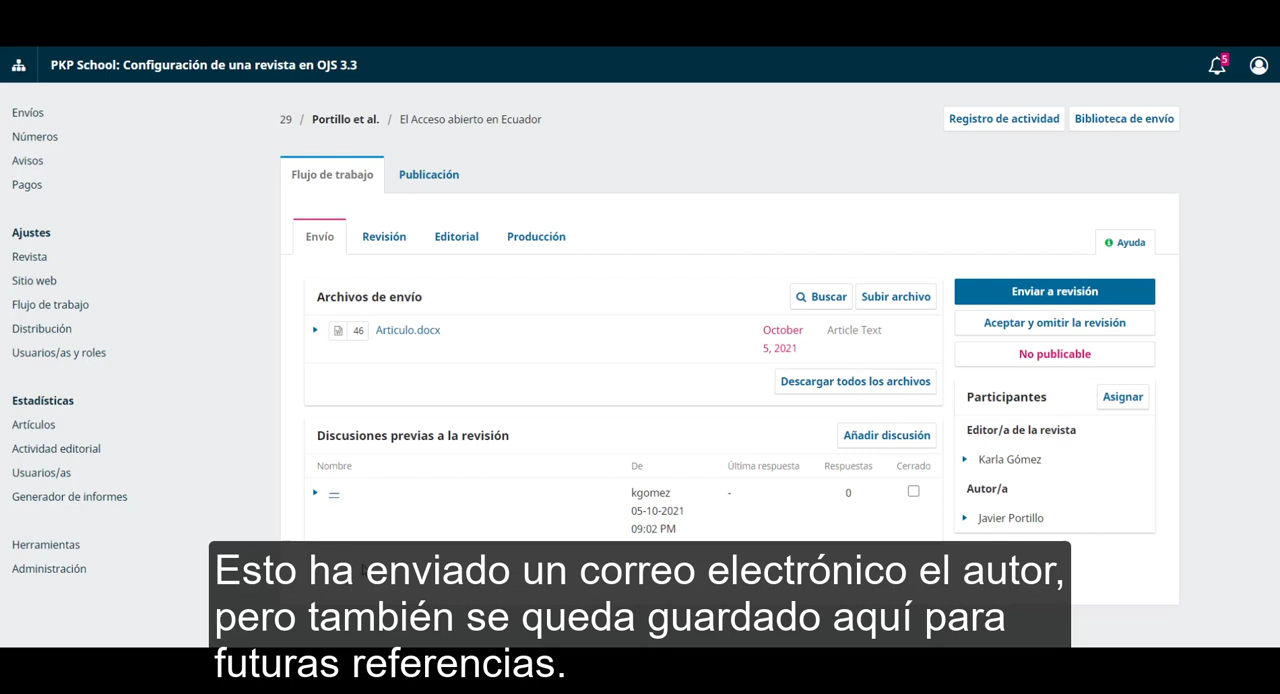 PKP School: Configuración de una revista en OJS 3.3
5
Envíos
Números
Avisos
Pagos
Ajustes
Revista
Sitio web
Flujo de trabajo
Distribución
Usuarios/as y roles
Estadísticas
Artículos
Actividad editorial
Usuarios/as
Generador de informes
Herramientas
Administración
29 / Portillo et al. / El Acceso abierto en Ecuador
Registro de actividad
Biblioteca de envío
Flujo de trabajo
Publicación
Envío
Revisión
Editorial
Producción
Ayuda
Archivos de envío
Buscar
Subir archivo
46
Articulo.docx
October
5, 2021
Article Text
Descargar todos los archivos
Discusiones previas a la revisión
Añadir discusión
Nombre
De
Última respuesta
Respuestas
Cerrado
—
kgomez
05-10-2021
09:02 PM
-
0
Enviar a revisión
Aceptar y omitir la revisión
No publicable
Participantes
Asignar
Editor/a de la revista
Karla Gómez
Autor/a
Javier Portillo
Esto ha enviado un correo electrónico el autor,
pero también se queda guardado aquí para
futuras referencias.